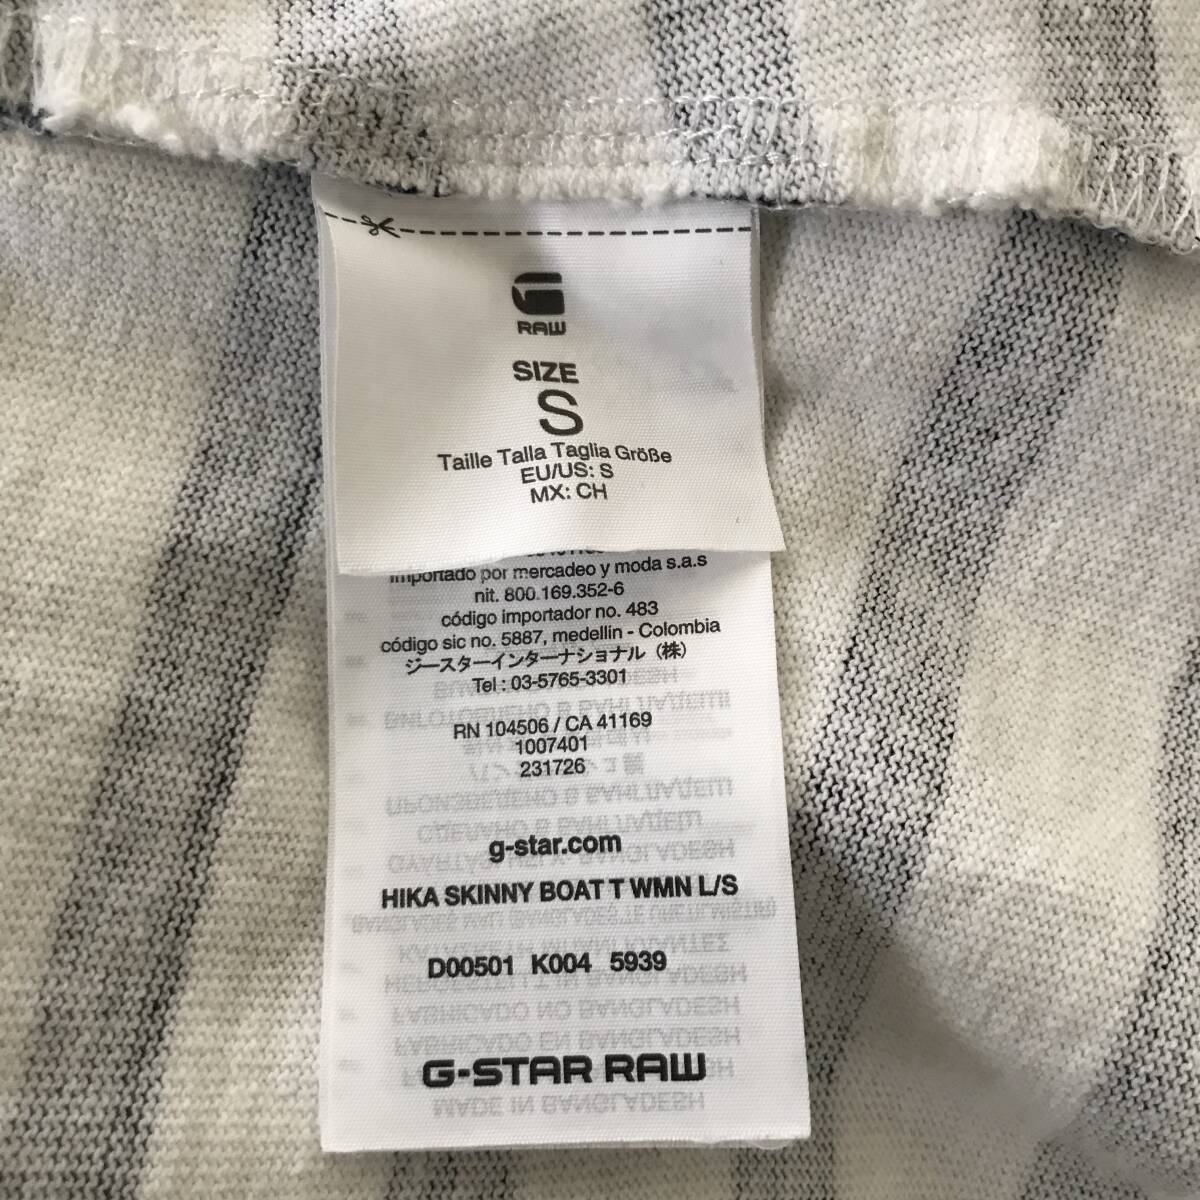 RAW
SIZE
S
Taille Talla Taglia Größe
EU/US: S
MX: CH
importado por mercadeo y moda s.a.s
nit. 800.169.352-6
código importador no. 483
código sic no. 5887, medellin - Colombia
ジースターインターナショナル（株）
Tel : 03-5765-3301
RN 104506 / CA 41169
1007401
231726
g-star.com
HIKA SKINNY BOAT T WMN L/S
D00501 K004 5939
G-STAR RAW
MADE IN BANGLADESH